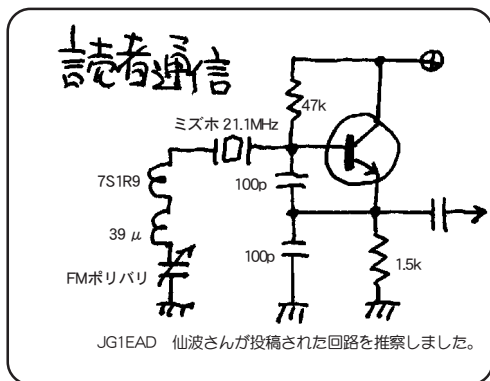 読者通信
47k
ミズホ 21.1MHz
7S1R9
100p
39 μ
100p
1.5k
FMポリバリ
JG1EAD 仙波さんが投稿された回路を推察しました。